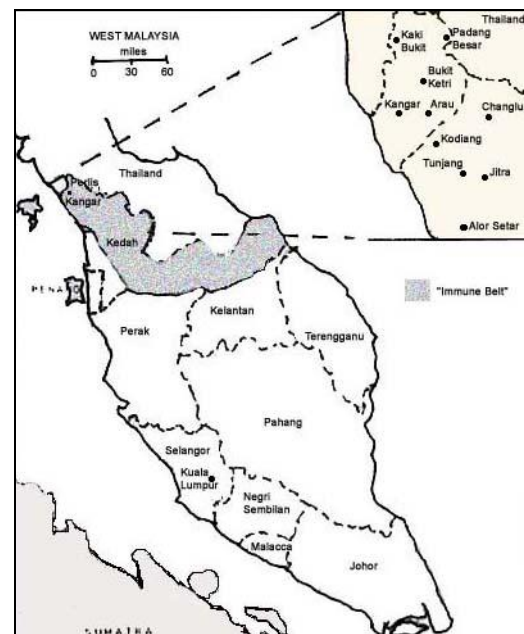 WEST MALAYSIA
miles
0 30 60
Thailand
Kaki
Bukit
Padang
Besar
Bukit
Ketri
Kangar
Arau
Changlu
Kodiang
Tunjang
Jitra
Alor Setar
Thailand
Perlis
Kangar
Kedah
"Immune Belt"
Perak
Kelantan
Terengganu
Pahang
Selangor
Kuala
Lumpur
Negri
Sembilan
Malacca
Johor